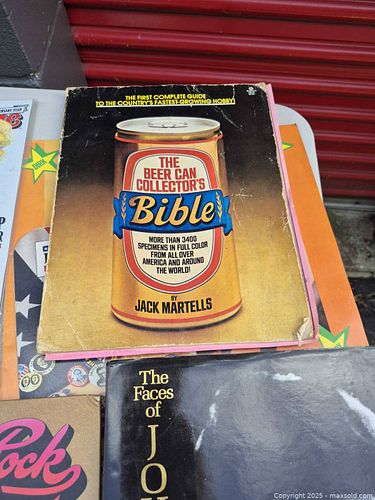 THE FIRST COMPLETE GUIDE
TO THE COUNTRY'S FASTEST-GROWING HOBBY!
THE
BEER CAN
COLLECTOR'S
Bible
MORE THAN 3400
SPECIMENS IN FULL COLOR
FROM ALL OVER
AMERICA AND AROUND
THE WORLD!
BY
JACK MARTELLS
ock
The
Faces
of
J
O
Copyright 2025 - maxsold.com